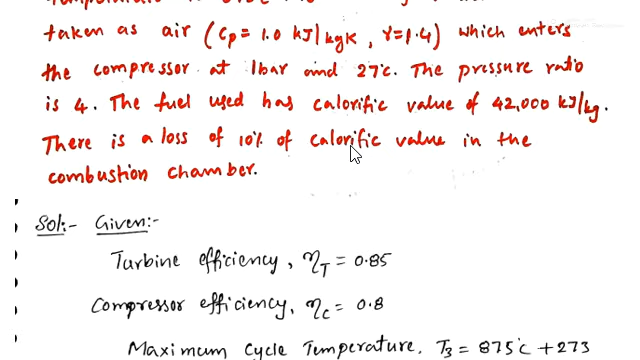 taken as air (Cp = 1.0 kJ/kgK, γ=1.4) which enters
the compressor at 1bar and 27°c. The pressure ratio
is 4. The fuel used has calorific value of 42,000 kJ/kg.
There is a loss of 10% of calorific value in the
combustion chamber.
Sol:- Given:-
Turbine efficiency, ηT = 0.85
Compressor efficiency, ηc = 0.8
Maximum Cycle Temperature, T3 = 875°c +273